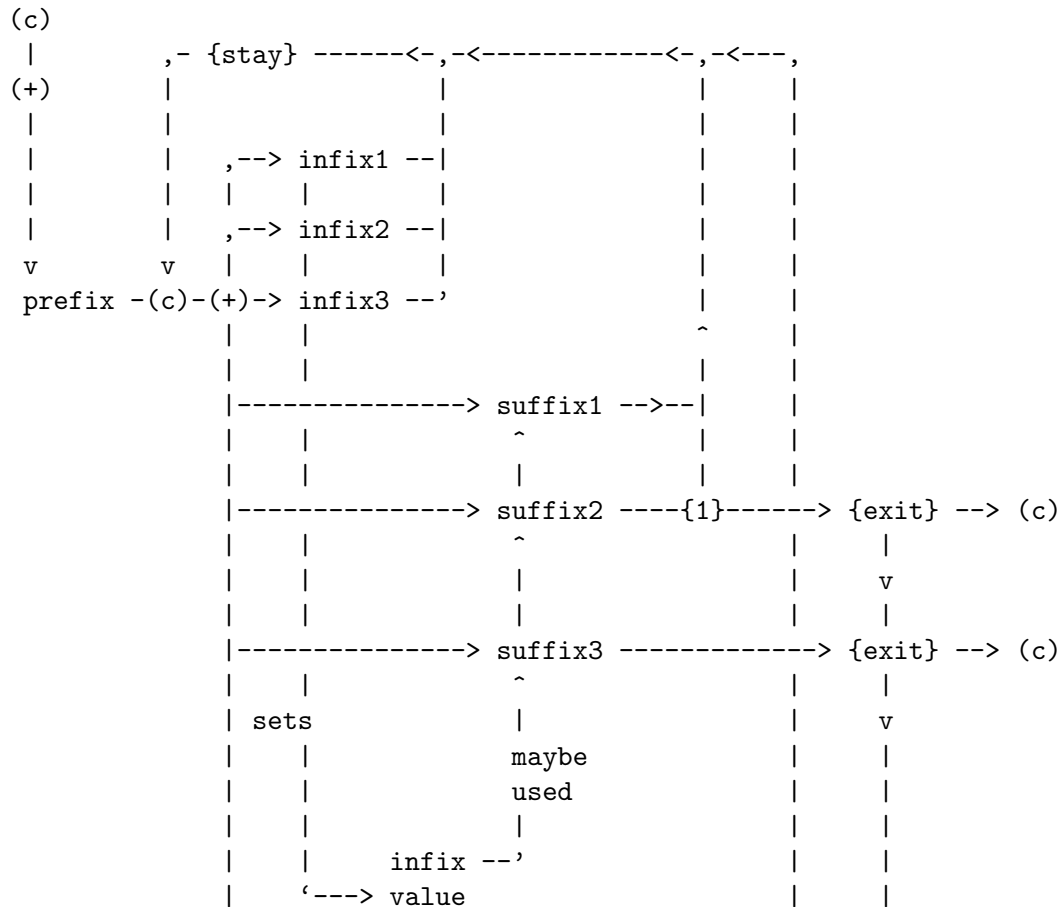 (c)
 |        ,- {stay} ------<-,-<------------<-,-<---,
(+)       |                 |                |     |
 |        |                 |                |     |
 |        |   ,--> infix1 --|                |     |
 |        |   |    |        |                |     |
 |        |   ,--> infix2 --|                |     |
 v        v   |    |        |                |     |
 prefix -(c)-(+)-> infix3 --’                |     |
              |    |                         ^     |
              |    |                         |     |
              |---------------> suffix1 -->--|     |
              |    |             ^           |     |
              |    |             |           |     |
              |---------------> suffix2 ----{1}------> {exit} --> (c)
              |    |             ^                 |     |
              |    |             |                 |     v
              |    |             |                 |     |
              |---------------> suffix3 -------------> {exit} --> (c)
              |    |             ^                 |     |
              | sets             |                 |     v
              |    |             maybe             |     |
              |    |             used              |     |
              |    |             |                 |     |
              |    |     infix --’                 |     |
              |    ‘---> value                     |     |